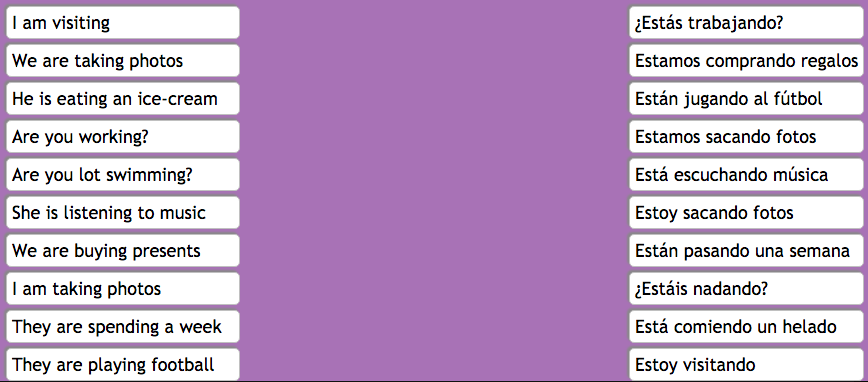 I am visiting
¿Estás trabajando?
We are taking photos
Estamos comprando regalos
He is eating an ice-cream
Están jugando al fútbol
Are you working?
Estamos sacando fotos
Are you lot swimming?
Está escuchando música
She is listening to music
Estoy sacando fotos
We are buying presents
Están pasando una semana
I am taking photos
¿Estáis nadando?
They are spending a week
Está comiendo un helado
They are playing football
Estoy visitando